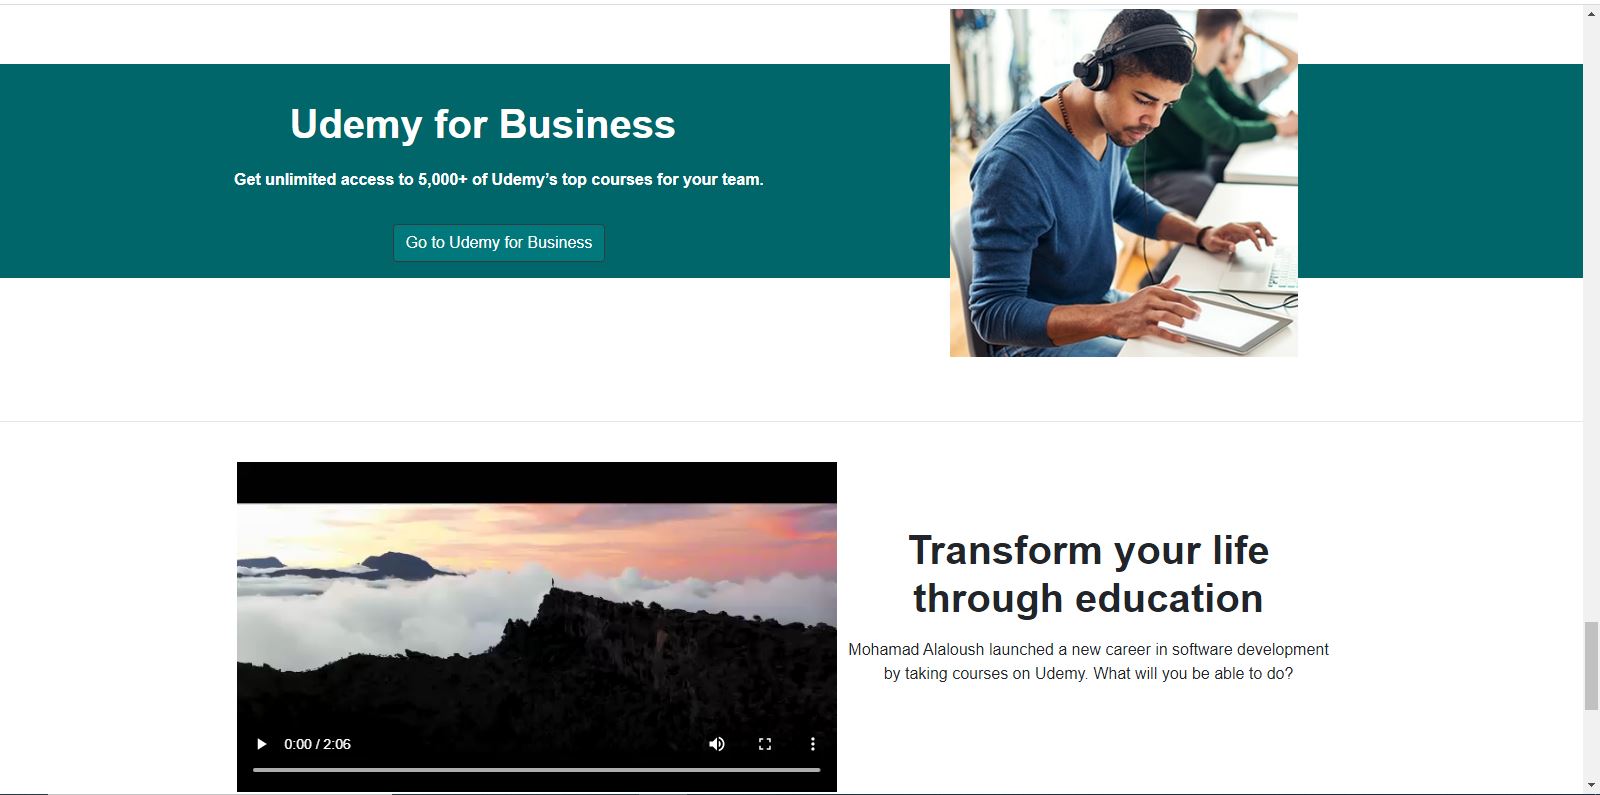 Udemy for Business
Get unlimited access to 5,000+ of Udemy’s top courses for your team.
Go to Udemy for Business
Transform your life
through education
Mohamad Alaloush launched a new career in software development
by taking courses on Udemy. What will you be able to do?
0:00 / 2:06